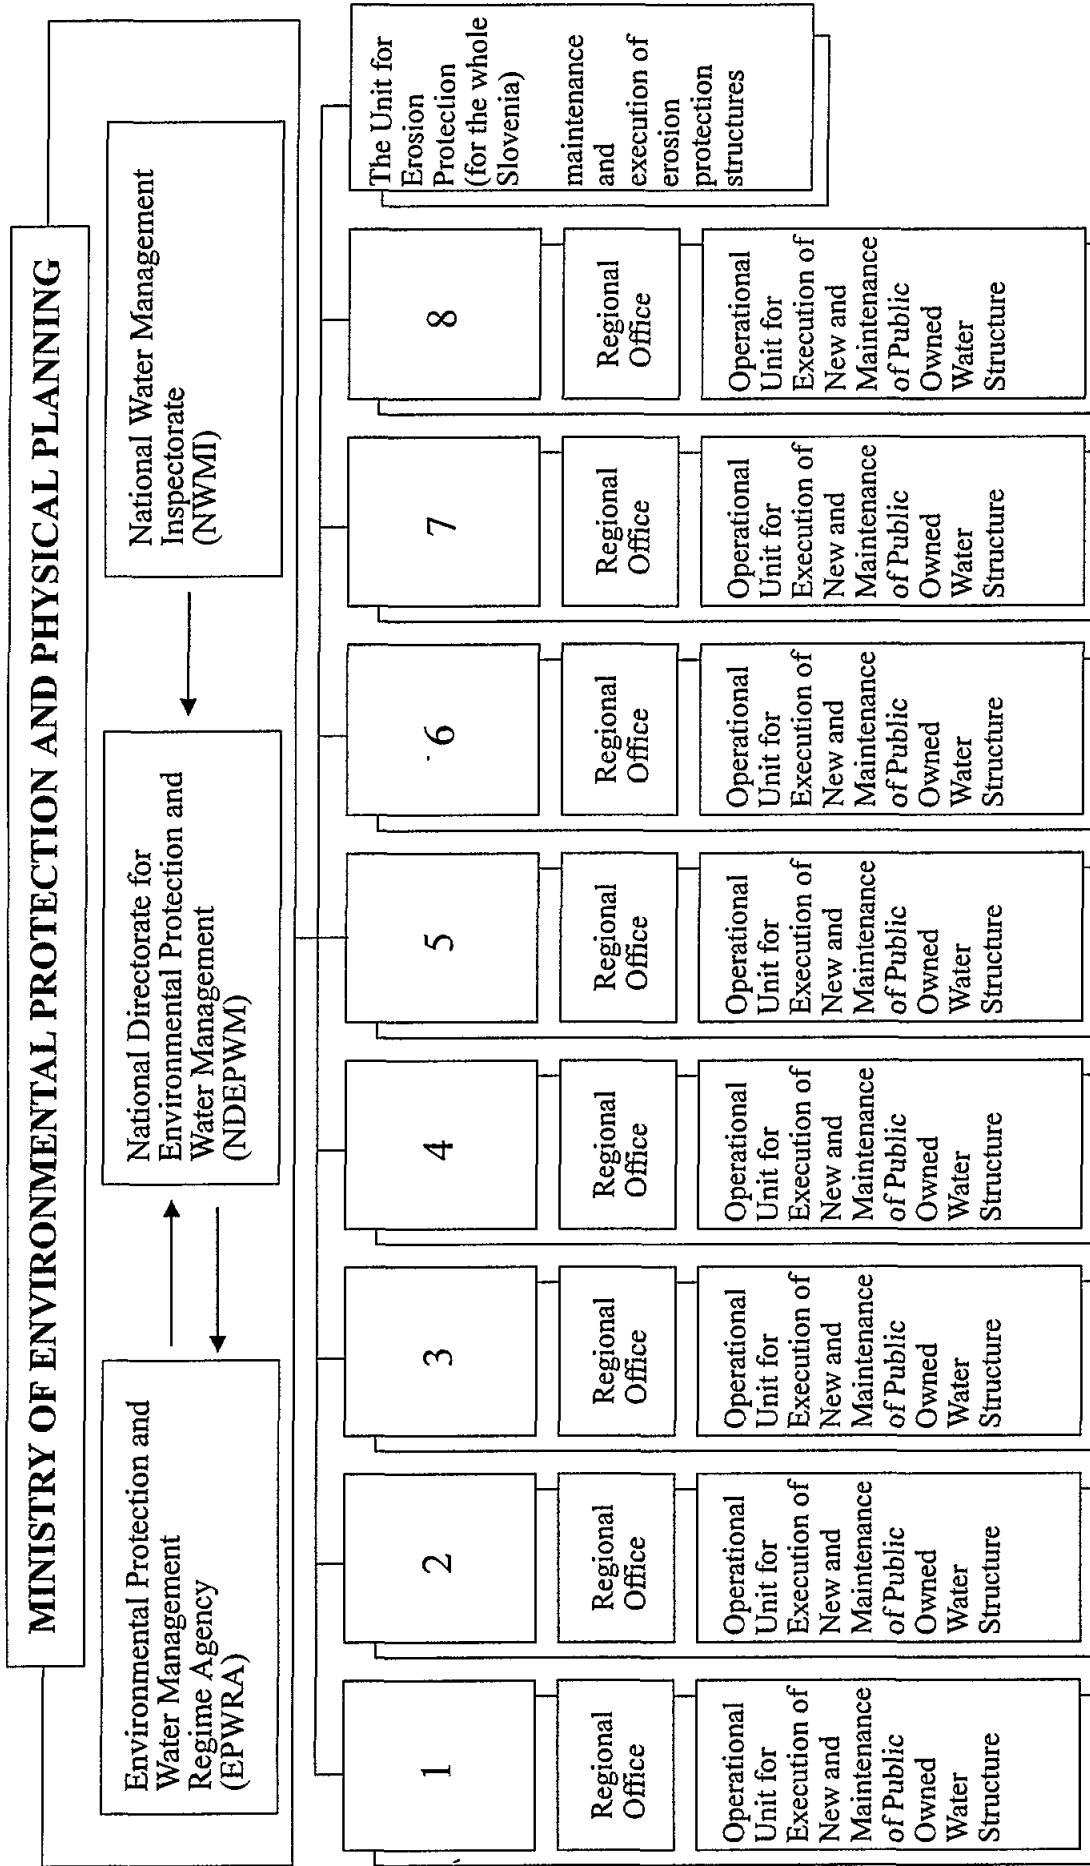 MINISTRY OF ENVIRONMENTAL PROTECTION AND PHYSICAL PLANNING
Environmental Protection and
Water Management
Regime Agency
(EPWRA)
National Directorate for
Environmental Protection and
Water Management
(NDEPWM)
National Water Management
Inspectorate
(NWMI)
1
Regional
Office
Operational
Unit for
Execution of
New and
Maintenance
of Public
Owned
Water
Structure
2
Regional
Office
Operational
Unit for
Execution of
New and
Maintenance
of Public
Owned
Water
Structure
3
Regional
Office
Operational
Unit for
Execution of
New and
Maintenance
of Public
Owned
Water
Structure
4
Regional
Office
Operational
Unit for
Execution of
New and
Maintenance
of Public
Owned
Water
Structure
5
Regional
Office
Operational
Unit for
Execution of
New and
Maintenance
of Public
Owned
Water
Structure
6
Regional
Office
Operational
Unit for
Execution of
New and
Maintenance
of Public
Owned
Water
Structure
7
Regional
Office
Operational
Unit for
Execution of
New and
Maintenance
of Public
Owned
Water
Structure
8
Regional
Office
Operational
Unit for
Execution of
New and
Maintenance
of Public
Owned
Water
Structure
The Unit for
Erosion
Protection
(for the whole
Slovenia)
maintenance
and
execution of
erosion
protection
structures